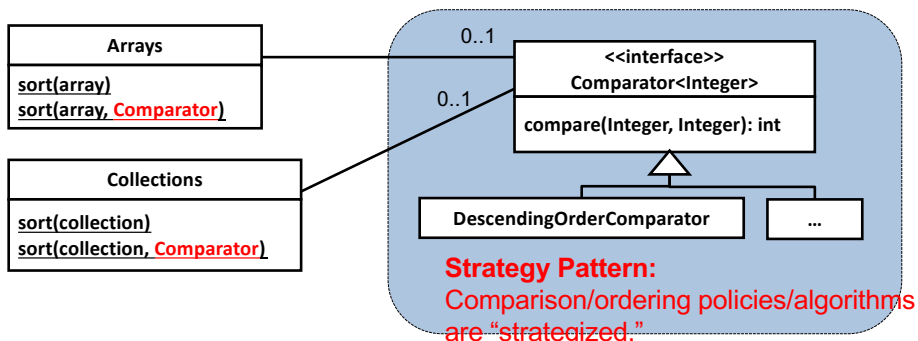 Arrays
sort(array)
sort(array, Comparator)
0..1
Collections
sort(collection)
sort(collection, Comparator)
0..1
<<interface>>
Comparator<Integer>
compare(Integer, Integer): int
DescendingOrderComparator
...
Strategy Pattern:
Comparison/ordering policies/algorithms
are “strategized.”